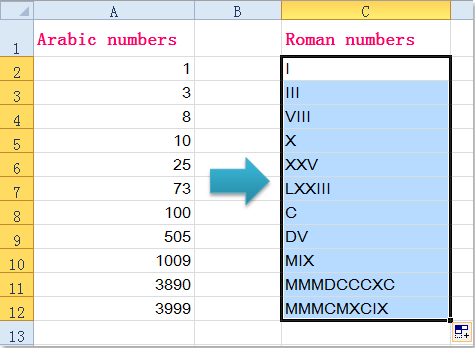 A B C
1 Arabic numbers Roman numbers
2 1 I
3 3 III
4 8 VIII
5 10 X
6 25 XXV
7 73 LXXIII
8 100 C
9 505 DV
10 1009 MIX
11 3890 MMMDCCCXC
12 3999 MMMCMXCIX
13